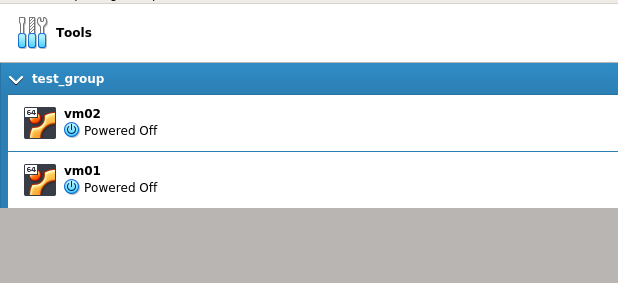 Tools
test_group
64
vm02
Powered Off
64
vm01
Powered Off